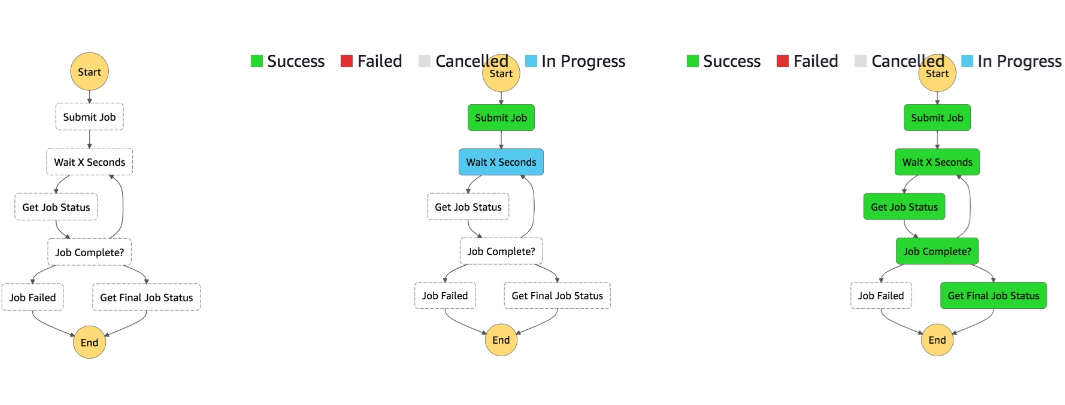 Start
Submit Job
Wait X Seconds
Get Job Status
Job Complete?
Job Failed
Get Final Job Status
End
Success Failed Cancelled In Progress
Start
Submit Job
Wait X Seconds
Get Job Status
Job Complete?
Job Failed
Get Final Job Status
End
Success Failed Cancelled In Progress
Start
Submit Job
Wait X Seconds
Get Job Status
Job Complete?
Job Failed
Get Final Job Status
End